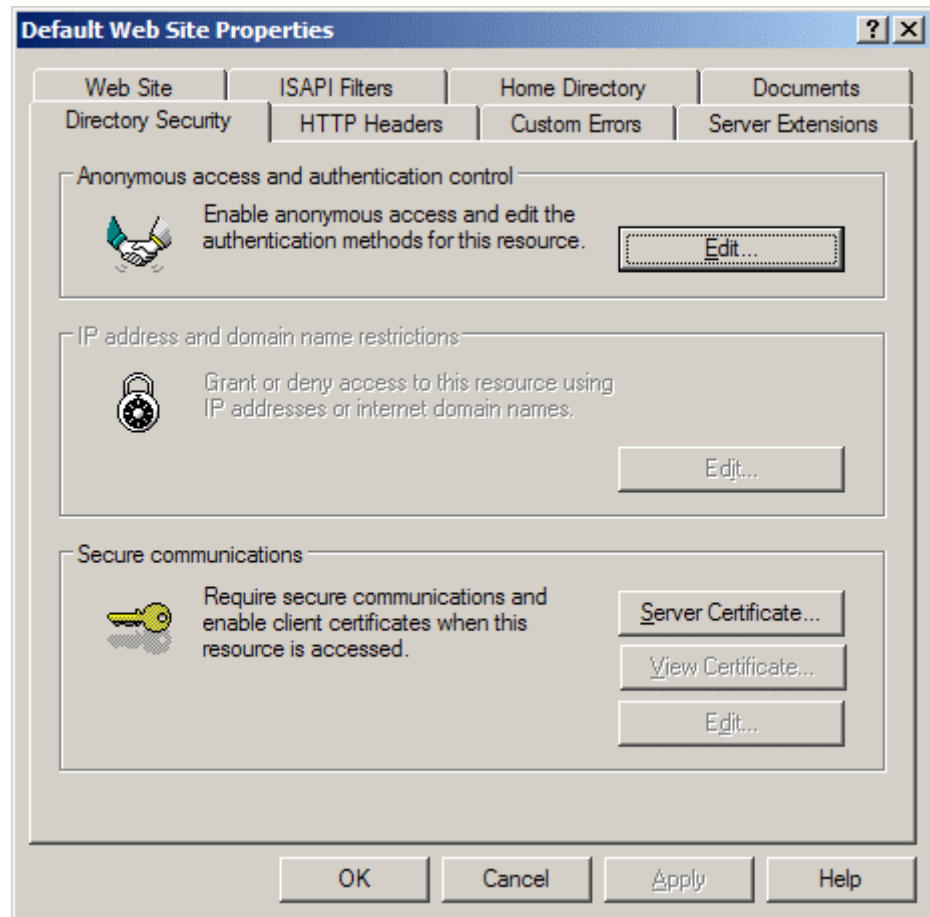 Default Web Site Properties
Web Site
ISAPI Filters
Home Directory
Documents
Directory Security
HTTP Headers
Custom Errors
Server Extensions
Anonymous access and authentication control
Enable anonymous access and edit the
authentication methods for this resource.
Edit...
IP address and domain name restrictions
Grant or deny access to this resource using
IP addresses or internet domain names.
Edit...
Secure communications
Require secure communications and
enable client certificates when this
resource is accessed.
Server Certificate...
View Certificate...
Edit...
OK
Cancel
Apply
Help